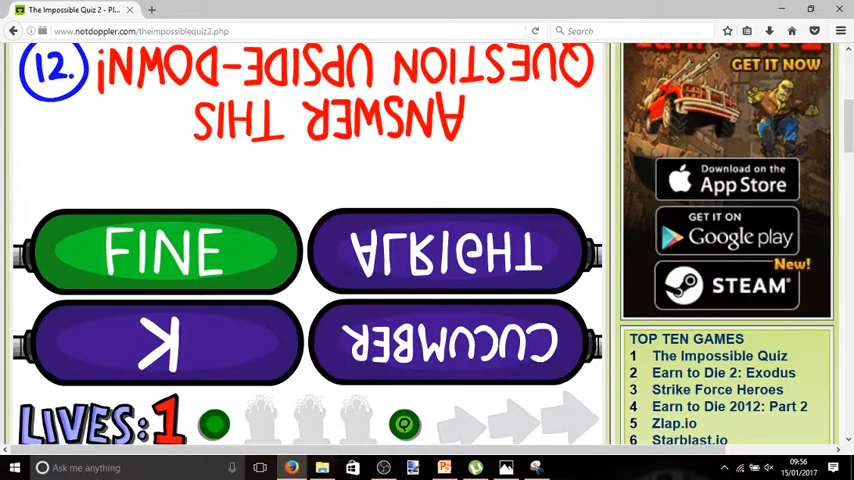 The Impossible Quiz 2 - Pl...
www.notdoppler.com/theimpossiblequiz2.php
Search
12.
ANSWER THIS
QUESTION UPSIDE-DOWN!
FINE
ALRIGHT
K
CUCUMBER
LIVES:1
GET IT NOW
Download on the
App Store
GET IT ON
Google play
New!
STEAM
TOP TEN GAMES
1 The Impossible Quiz
2 Earn to Die 2: Exodus
3 Strike Force Heroes
4 Earn to Die 2012: Part 2
5 Zlap.io
6 Starblast.io
Ask me anything
09:56
15/01/2017